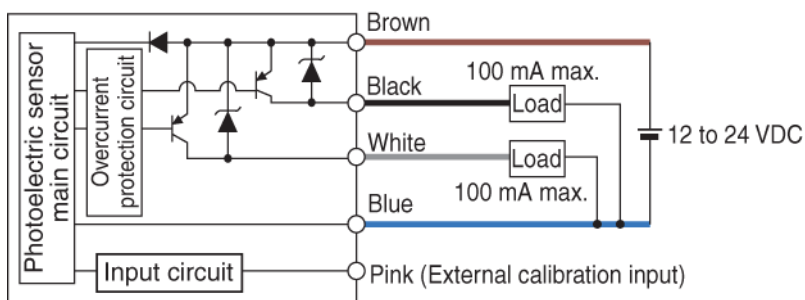 Photoelectric sensor
main circuit
Overcurrent
protection circuit
Brown
Black
100 mA max.
Load
White
Load
100 mA max.
12 to 24 VDC
Blue
Input circuit
Pink (External calibration input)